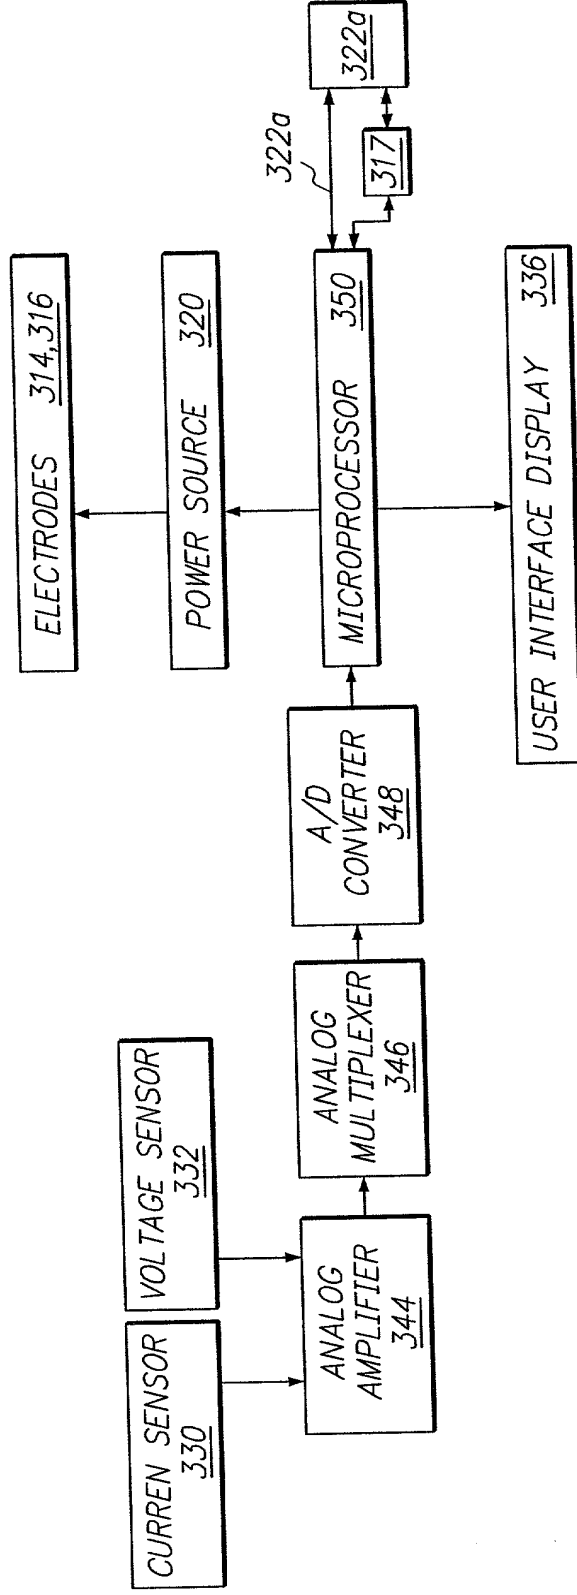 CURREN SENSOR
330
VOLTAGE SENSOR
332
ANALOG
AMPLIFIER
344
ANALOG
MULTIPLEXER
346
A/D
CONVERTER
348
ELECTRODES 314,316
POWER SOURCE 320
MICROPROCESSOR 350
USER INTERFACE DISPLAY 336
322a
317
322a